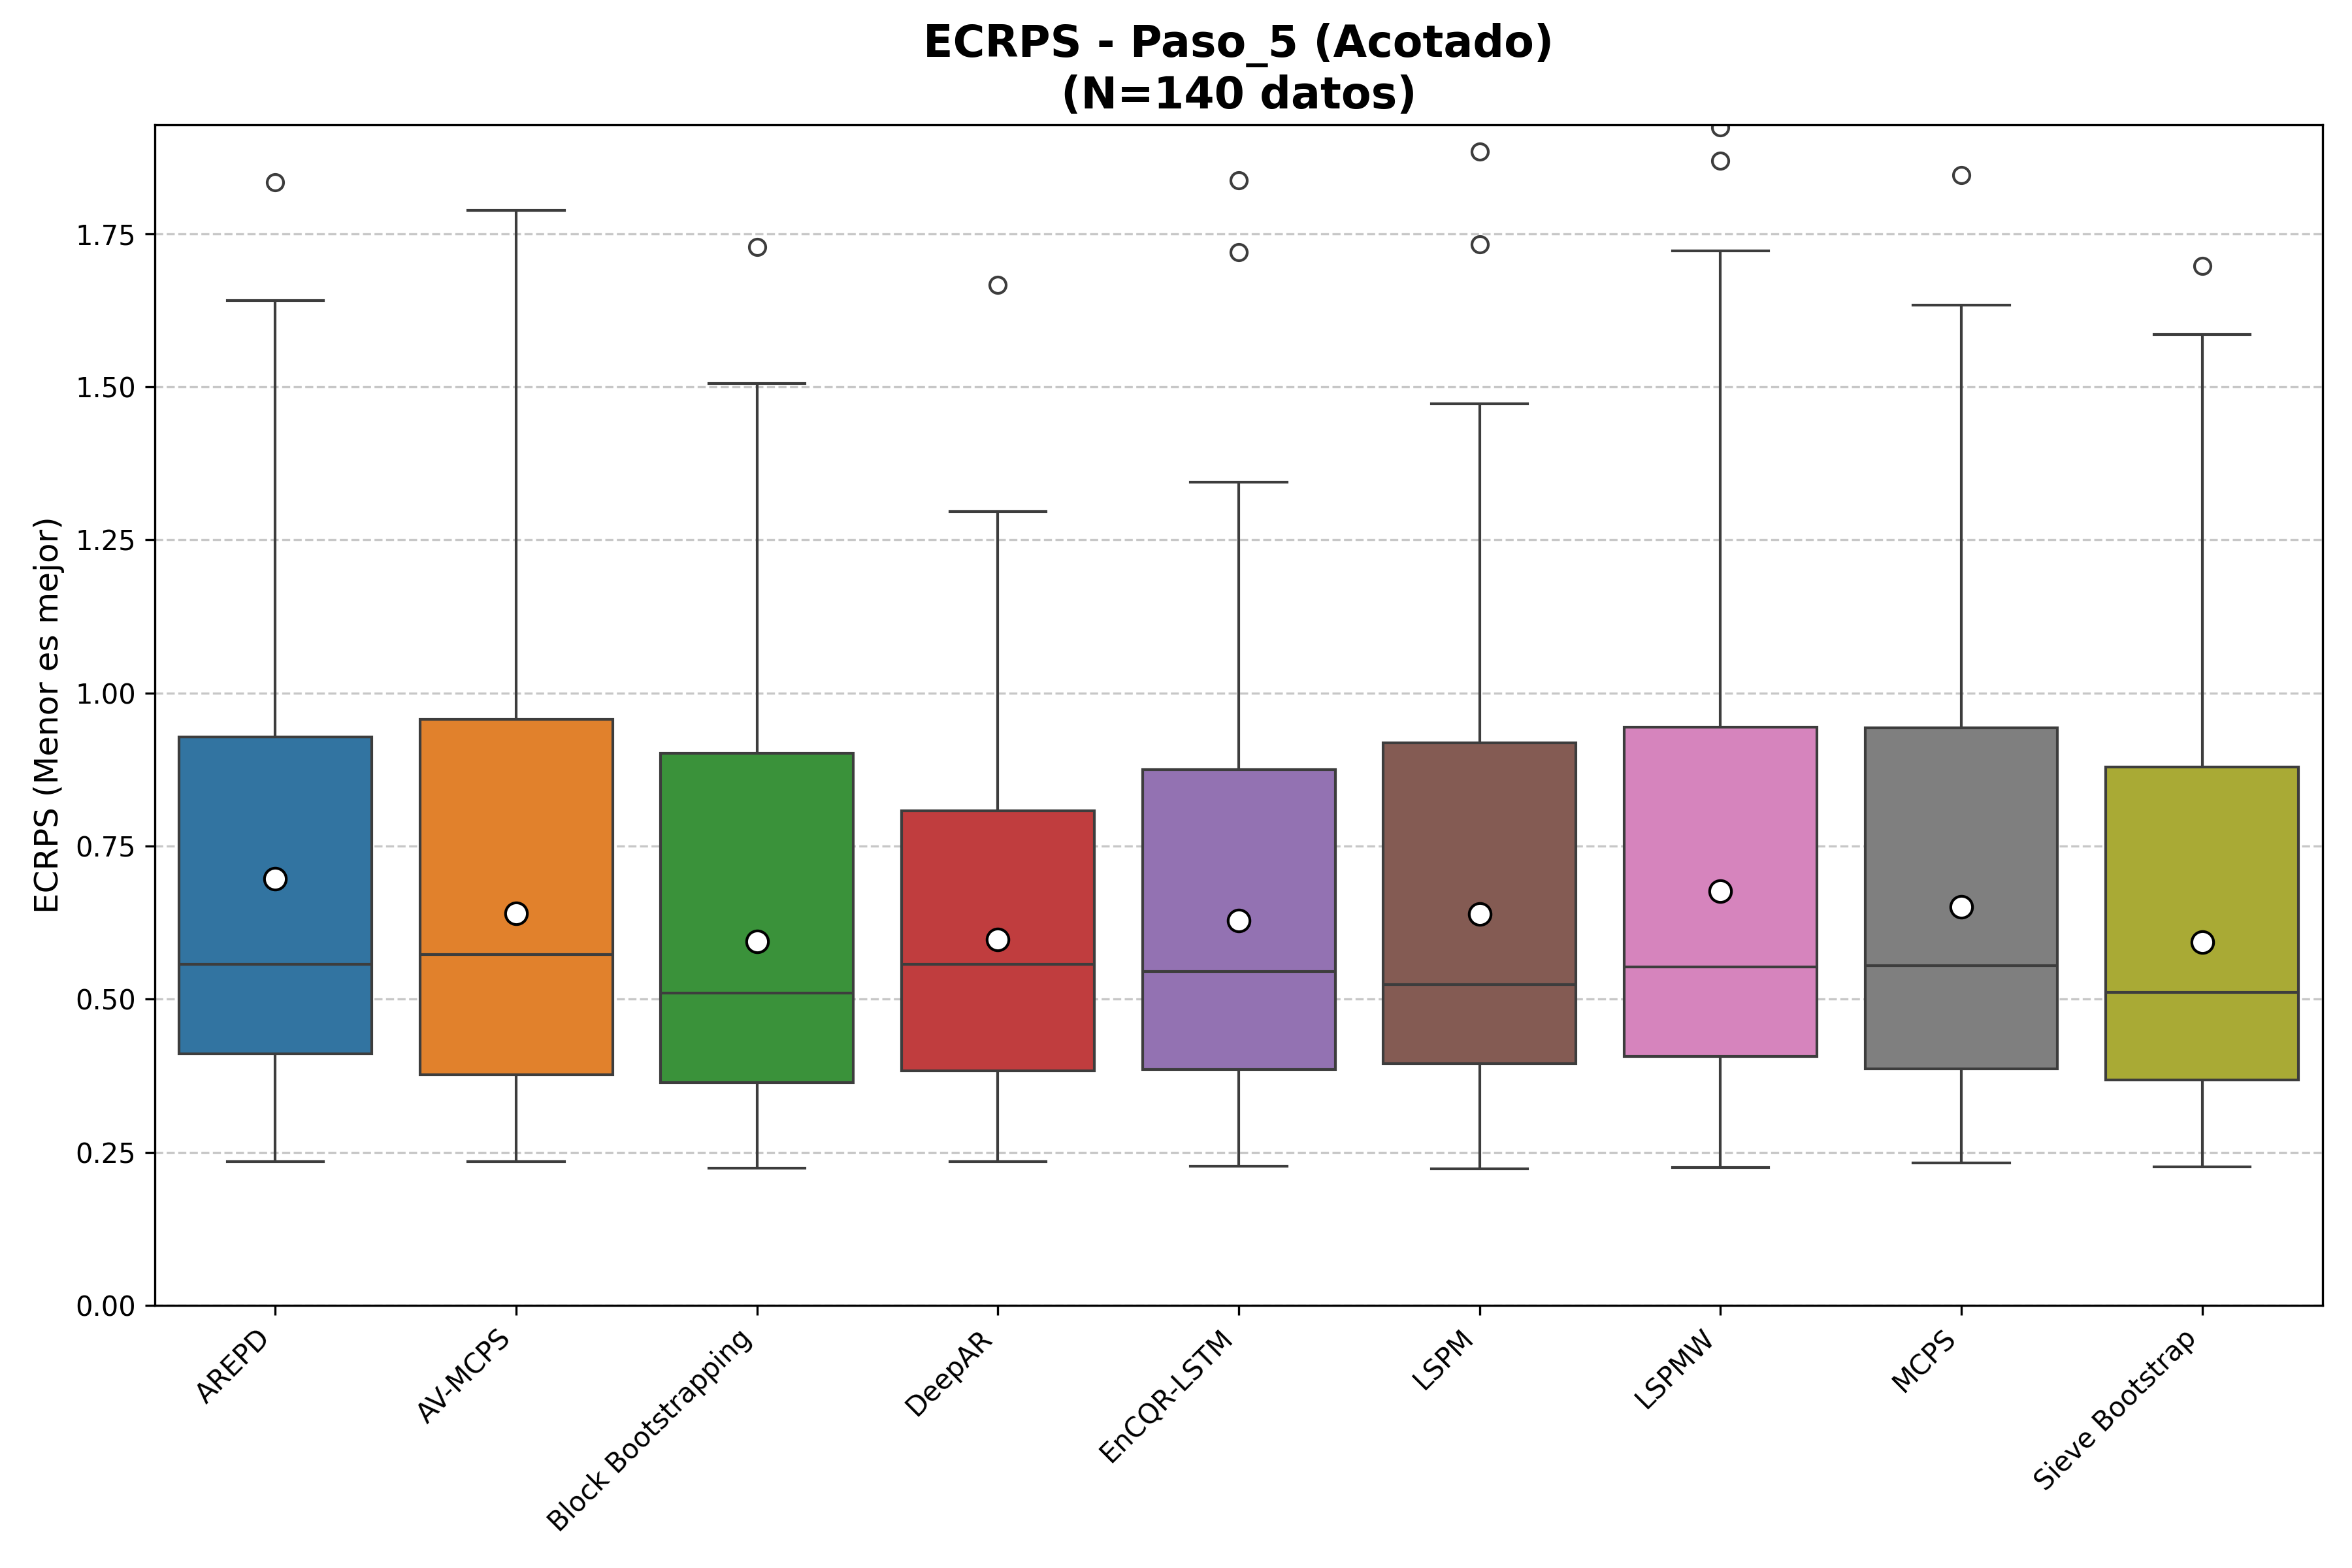 ECRPS - Paso_5 (Acotado)
(N=140 datos)
ECRPS (Menor es mejor)
1.75
1.50
1.25
1.00
0.75
0.50
0.25
0.00
AREPD
AV-MCPS
Block Bootstrapping
DeepAR
EnCQR-LSTM
LSPM
LSPMW
MCPS
Sieve Bootstrap